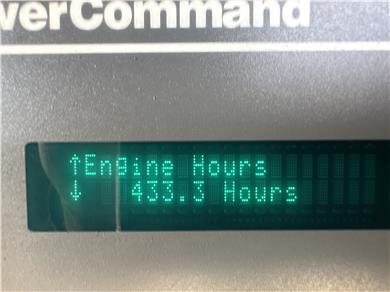 verCommand
↑Engine Hours
↓ 433.3 Hours